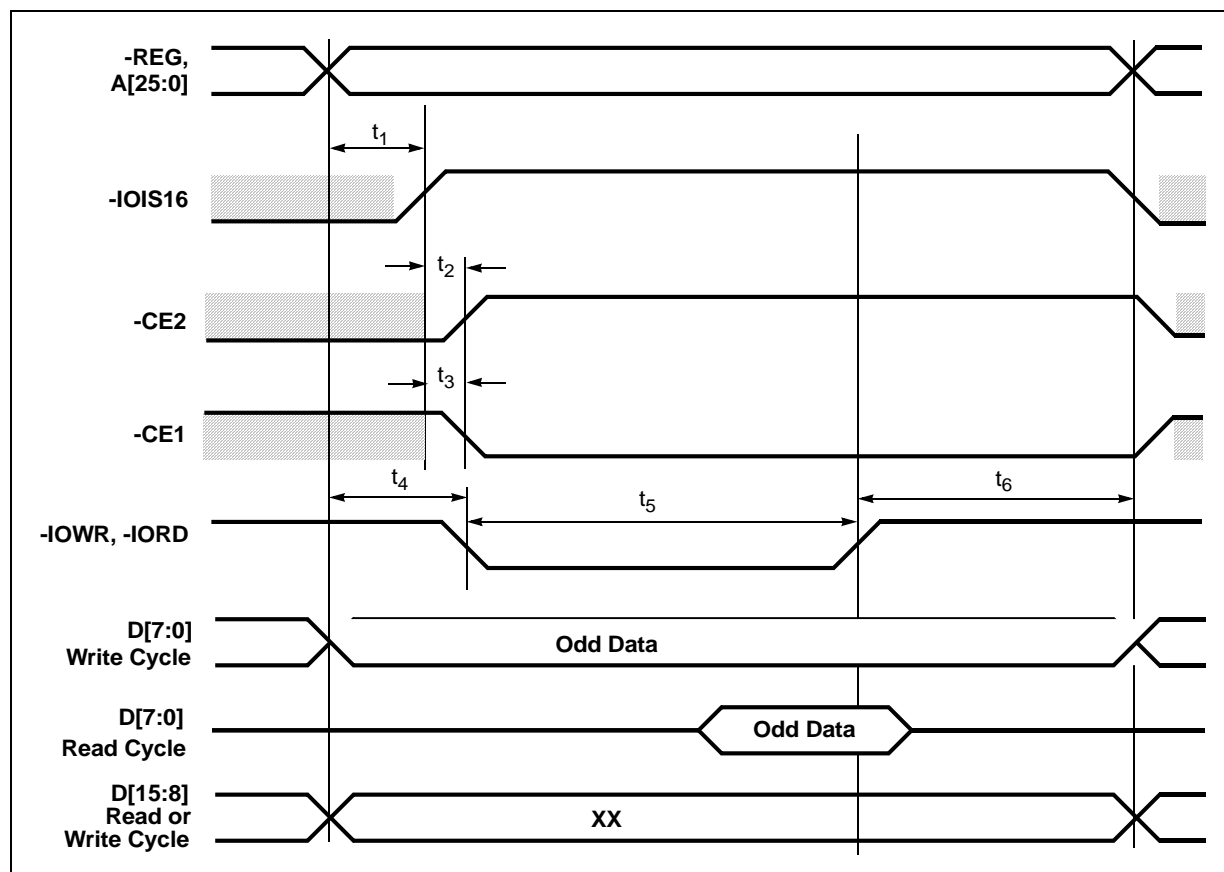 -REG,
A[25:0]
t1
-IOIS16
t2
-CE2
t3
-CE1
t4
t5
t6
-IOWR, -IORD
D[7:0]
Write Cycle
Odd Data
D[7:0]
Read Cycle
Odd Data
D[15:8]
Read or
Write Cycle
XX